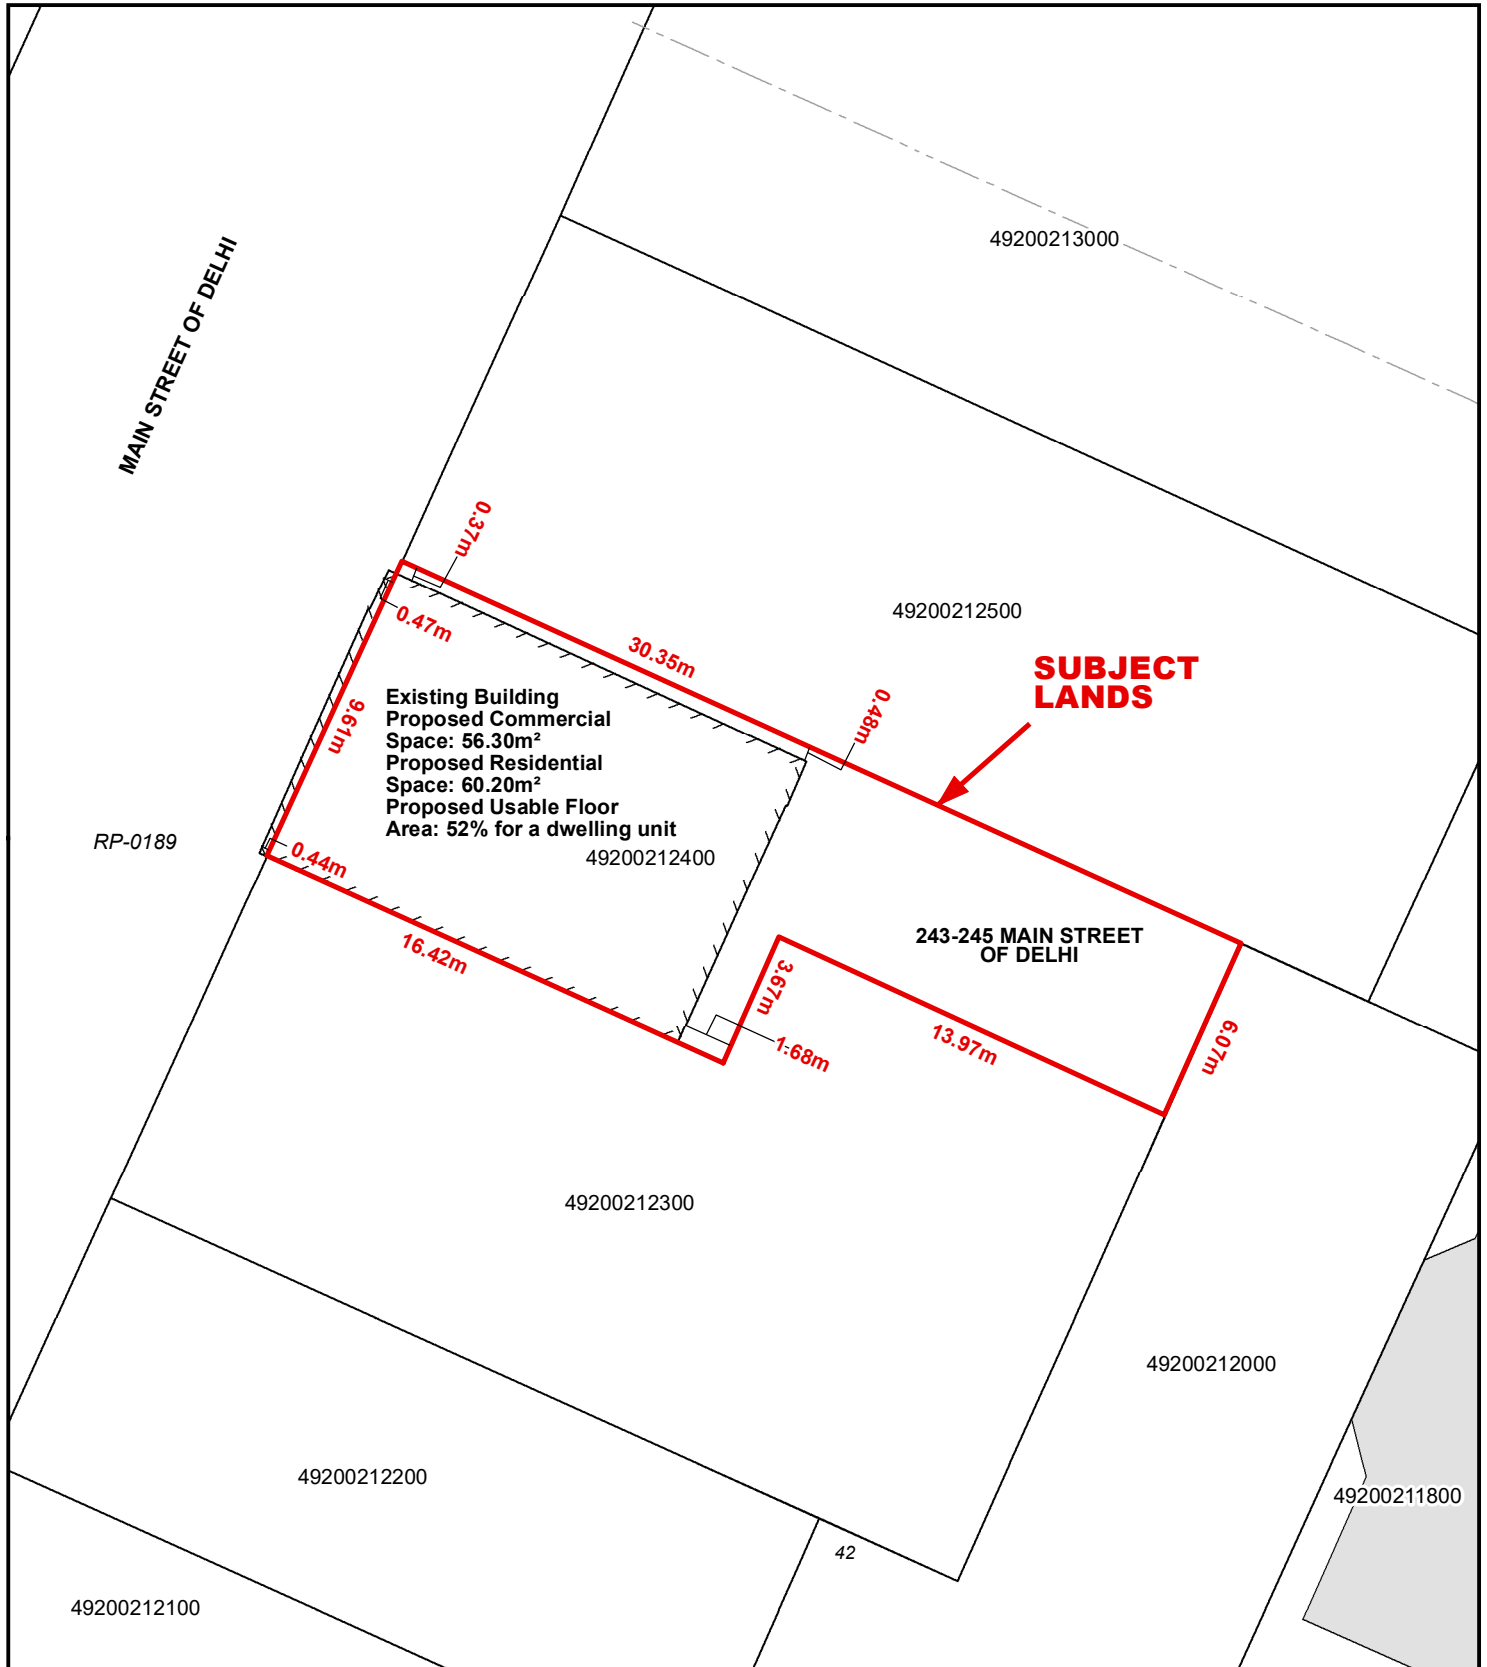 49200213000
MAIN STREET OF DELHI
0.37m
0.47m
49200212500
30.35m
SUBJECT
LANDS
0.48m
9.61m
Existing Building
Proposed Commercial
Space: 56.30m²
Proposed Residential
Space: 60.20m²
Proposed Usable Floor
Area: 52% for a dwelling unit
RP-0189
0.44m
49200212400
16.42m
243-245 MAIN STREET
OF DELHI
3.67m
1.68m
13.97m
6.07m
49200212300
49200212000
49200212200
49200211800
42
49200212100